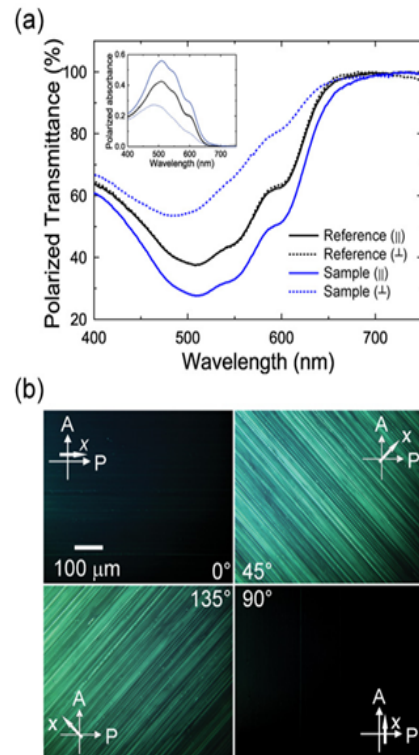 (a)
Polarized Transmittance (%)
100
80
60
40
20
400
500
600
700
Wavelength (nm)
Polarized absorbance
0.6
0.4
0.2
0.0
400
500
600
700
Wavelength (nm)
Reference (||)
Reference (⊥)
Sample (||)
Sample (⊥)
(b)
A
x
P
100 μm
0°
A
x
P
45°
135°
A
x
P
90°
A
x
P